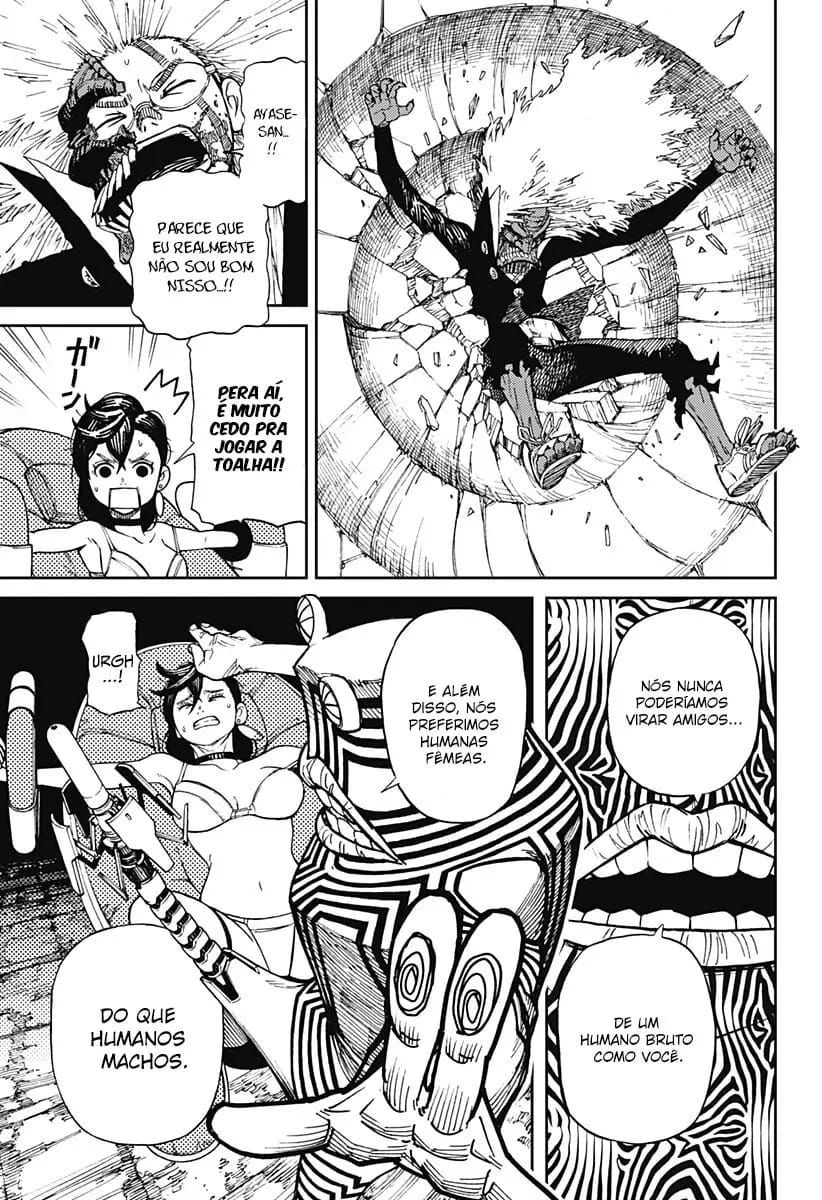 AYASE-
SAN...
!!
PARECE QUE
EU REALMENTE
NÃO SOU BOM
NISSO...!!
ガーン
PERA AÍ,
É MUITO
CEDO PRA
JOGAR A
TOALHA!!
NÓS NUNCA
PODERÍAMOS
VIRAR AMIGOS...
DE UM
HUMANO BRUTO
COMO VOCÊ.
E ALÉM
DISSO, NÓS
PREFERIMOS
HUMANAS
FÊMEAS.
URGH
...!
DO QUE
HUMANOS
MACHOS.